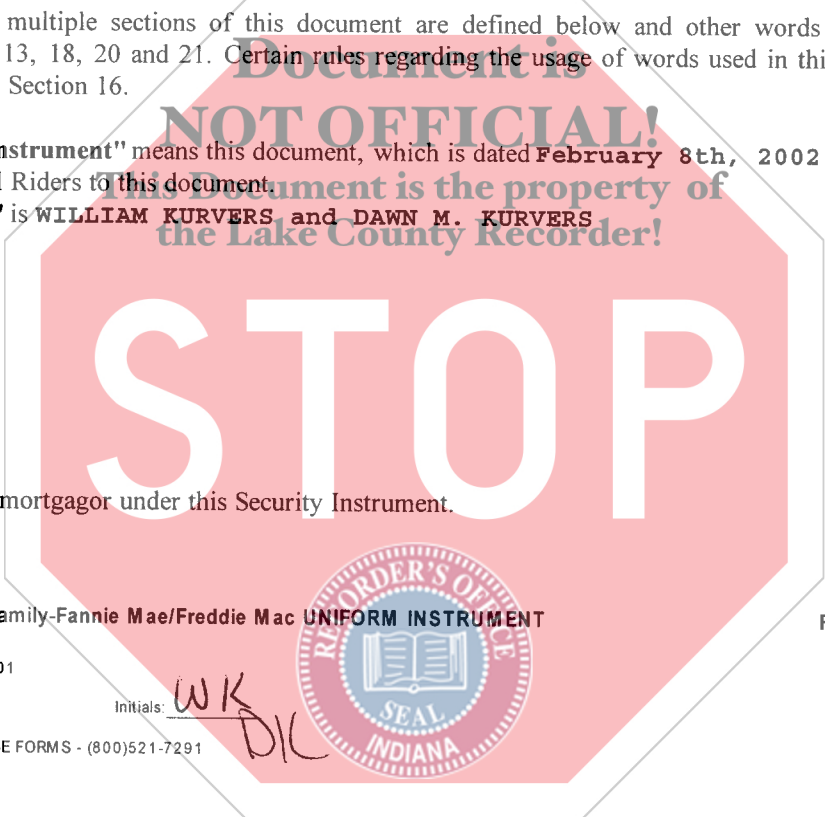 multiple sections of this document are defined below and other words
13, 18, 20 and 21. Certain rules regarding the usage of words used in thi
Section 16.
Document is
NOT OFFICIAL!
nstrument" means this document, which is dated February 8th, 2002
Riders to this document.
This Document is the property of
" is WILLIAM KURVERS and DAWN M. KURVERS
the Lake County Recorder!
STOP
mortgagor under this Security Instrument.
amily-Fannie Mae/Freddie Mac UNIFORM INSTRUMENT
01
Initials: WK
DK
E FORMS - (800)521-7291
RECORDER'S OFFICE
SEAL
INDIANA